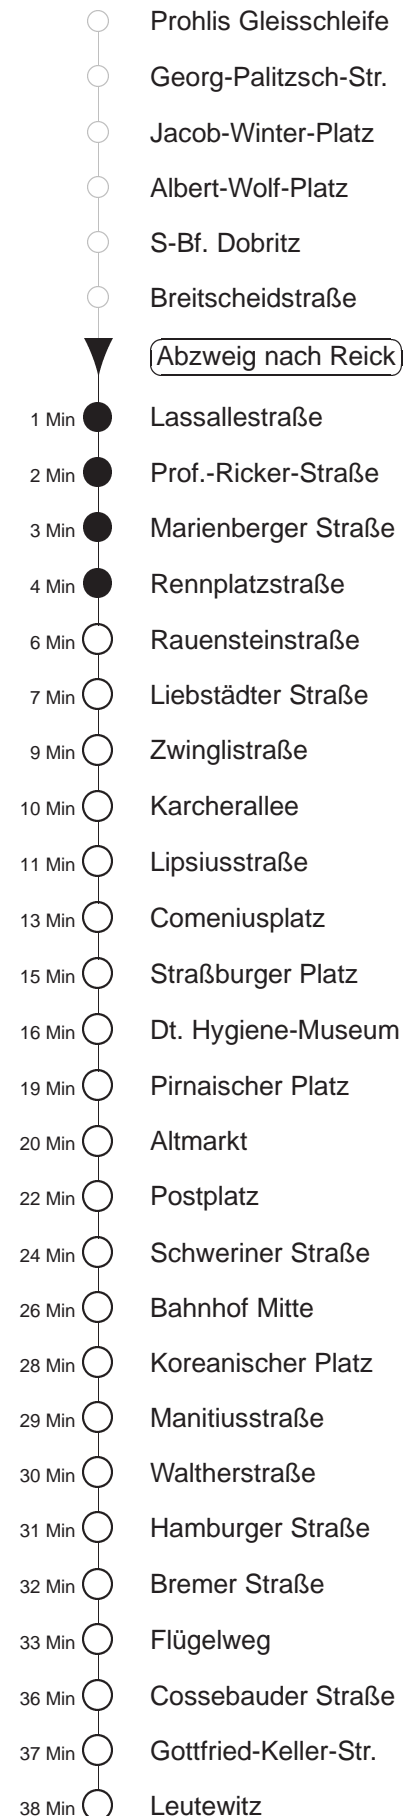 Prohlis Gleisschleife
Georg-Palitzsch-Str.
Jacob-Winter-Platz
Albert-Wolf-Platz
S-Bf. Dobritz
Breitscheidstraße
Abzweig nach Reick
1 Min Lassallestraße
2 Min Prof.-Ricker-Straße
3 Min Marienberger Straße
4 Min Rennplatzstraße
6 Min Rauensteinstraße
7 Min Liebstädter Straße
9 Min Zwinglistraße
10 Min Karcherallee
11 Min Lipsiusstraße
13 Min Comeniusplatz
15 Min Straßburger Platz
16 Min Dt. Hygiene-Museum
19 Min Pirnaischer Platz
20 Min Altmarkt
22 Min Postplatz
24 Min Schweriner Straße
26 Min Bahnhof Mitte
28 Min Koreanischer Platz
29 Min Manitiusstraße
30 Min Waltherstraße
31 Min Hamburger Straße
32 Min Bremer Straße
33 Min Flügelweg
36 Min Cossebauder Straße
37 Min Gottfried-Keller-Str.
38 Min Leutewitz